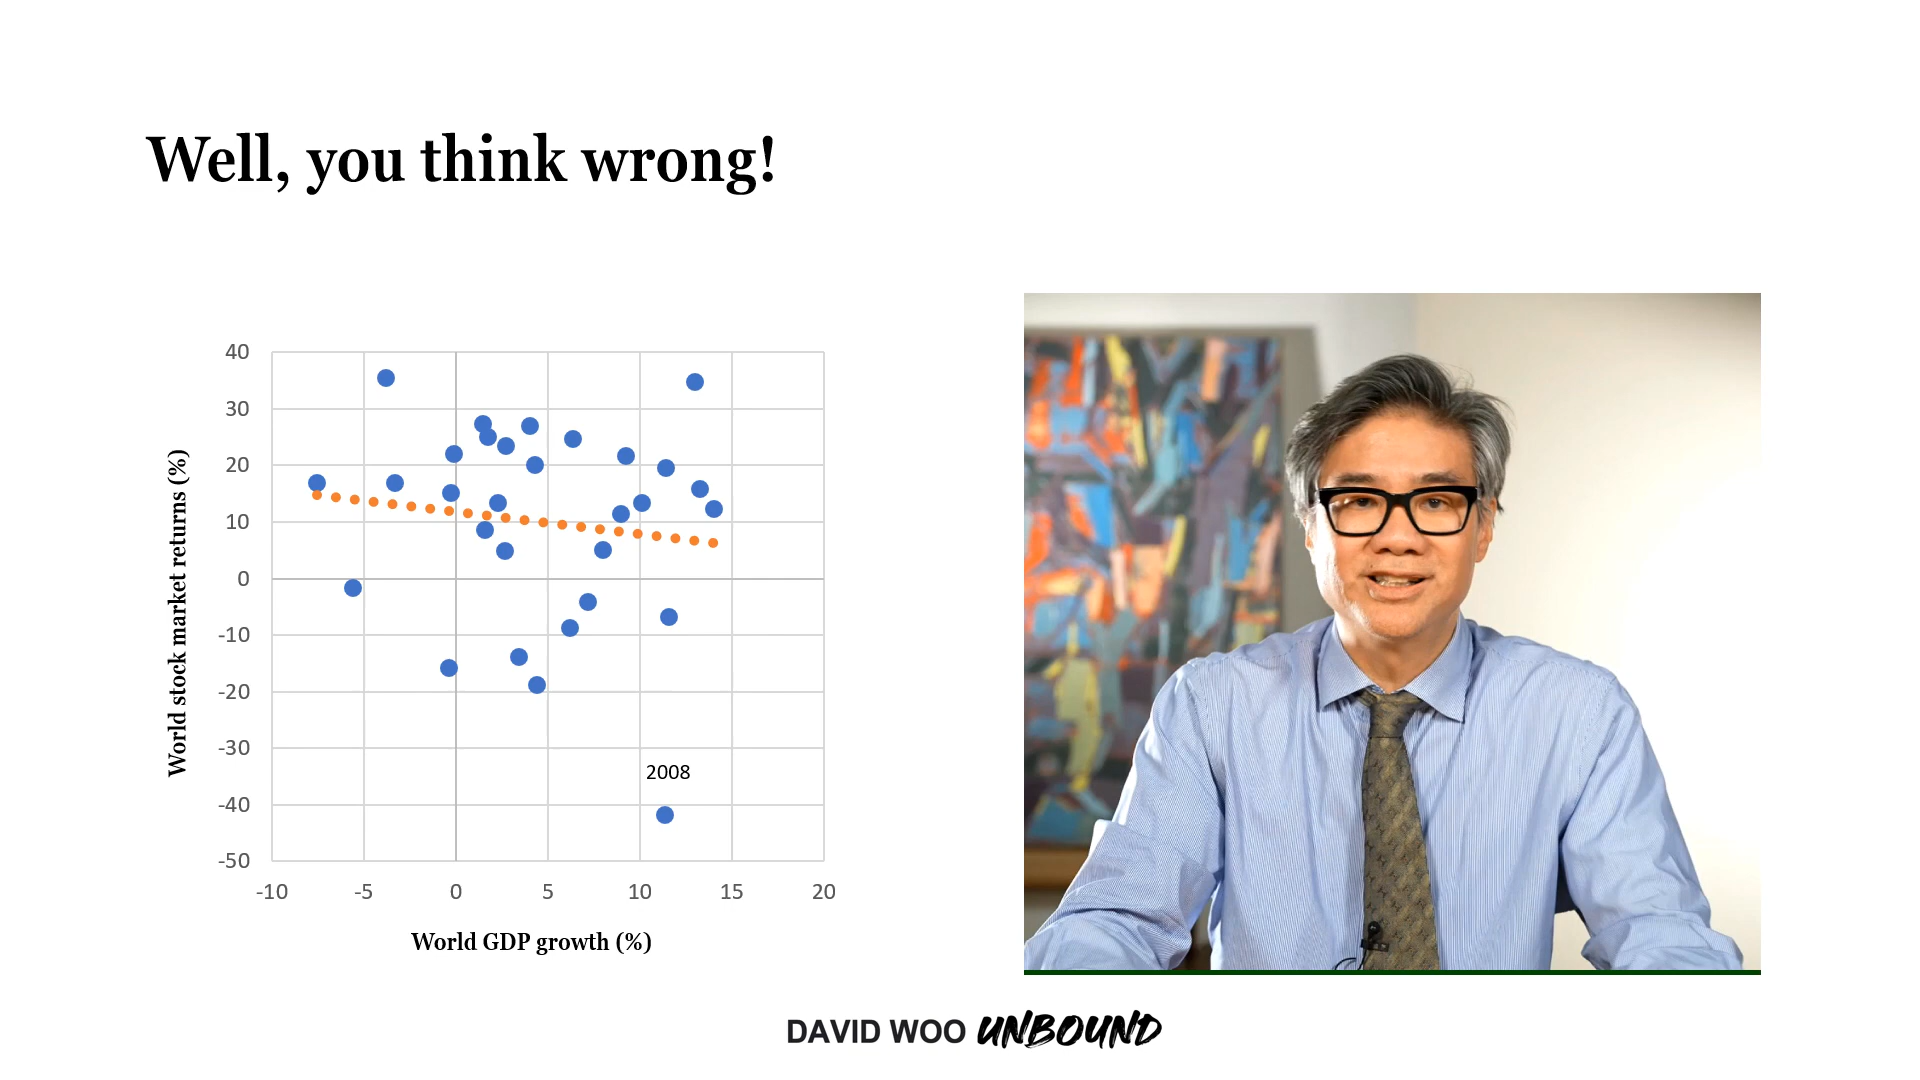 Well, you think wrong!
World stock market returns (%)
40
30
20
10
0
-10
-20
-30
-40
-50
2008
-10 -5 0 5 10 15 20
World GDP growth (%)
DAVID WOO UNBOUND